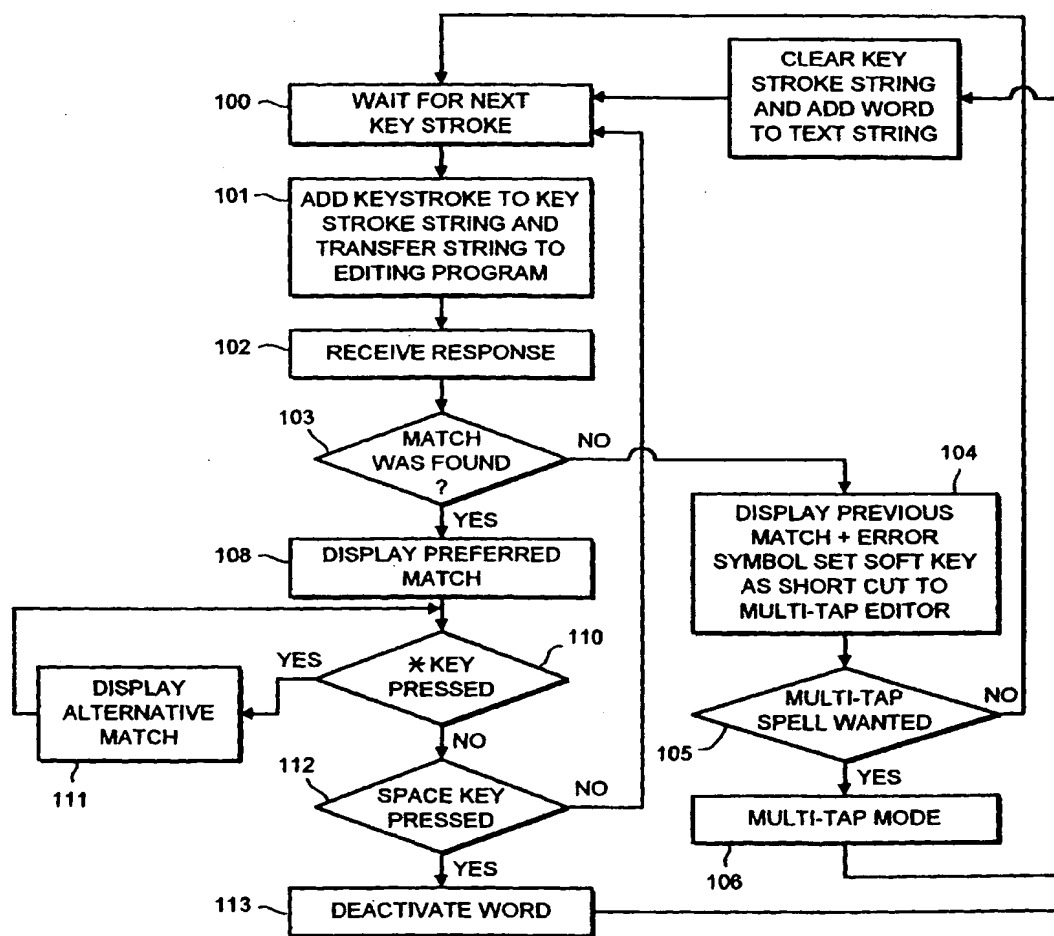 100
WAIT FOR NEXT
KEY STROKE
CLEAR KEY
STROKE STRING
AND ADD WORD
TO TEXT STRING
101
ADD KEYSTROKE TO KEY
STROKE STRING AND
TRANSFER STRING TO
EDITING PROGRAM
102
RECEIVE RESPONSE
103
MATCH
WAS FOUND
?
NO
YES
104
DISPLAY PREVIOUS
MATCH + ERROR
SYMBOL SET SOFT KEY
AS SHORT CUT TO
MULTI-TAP EDITOR
108
DISPLAY PREFERRED
MATCH
110
* KEY
PRESSED
YES
NO
DISPLAY
ALTERNATIVE
MATCH
111
MULTI-TAP
SPELL WANTED
NO
105
YES
112
SPACE KEY
PRESSED
NO
YES
MULTI-TAP MODE
106
113
DEACTIVATE WORD